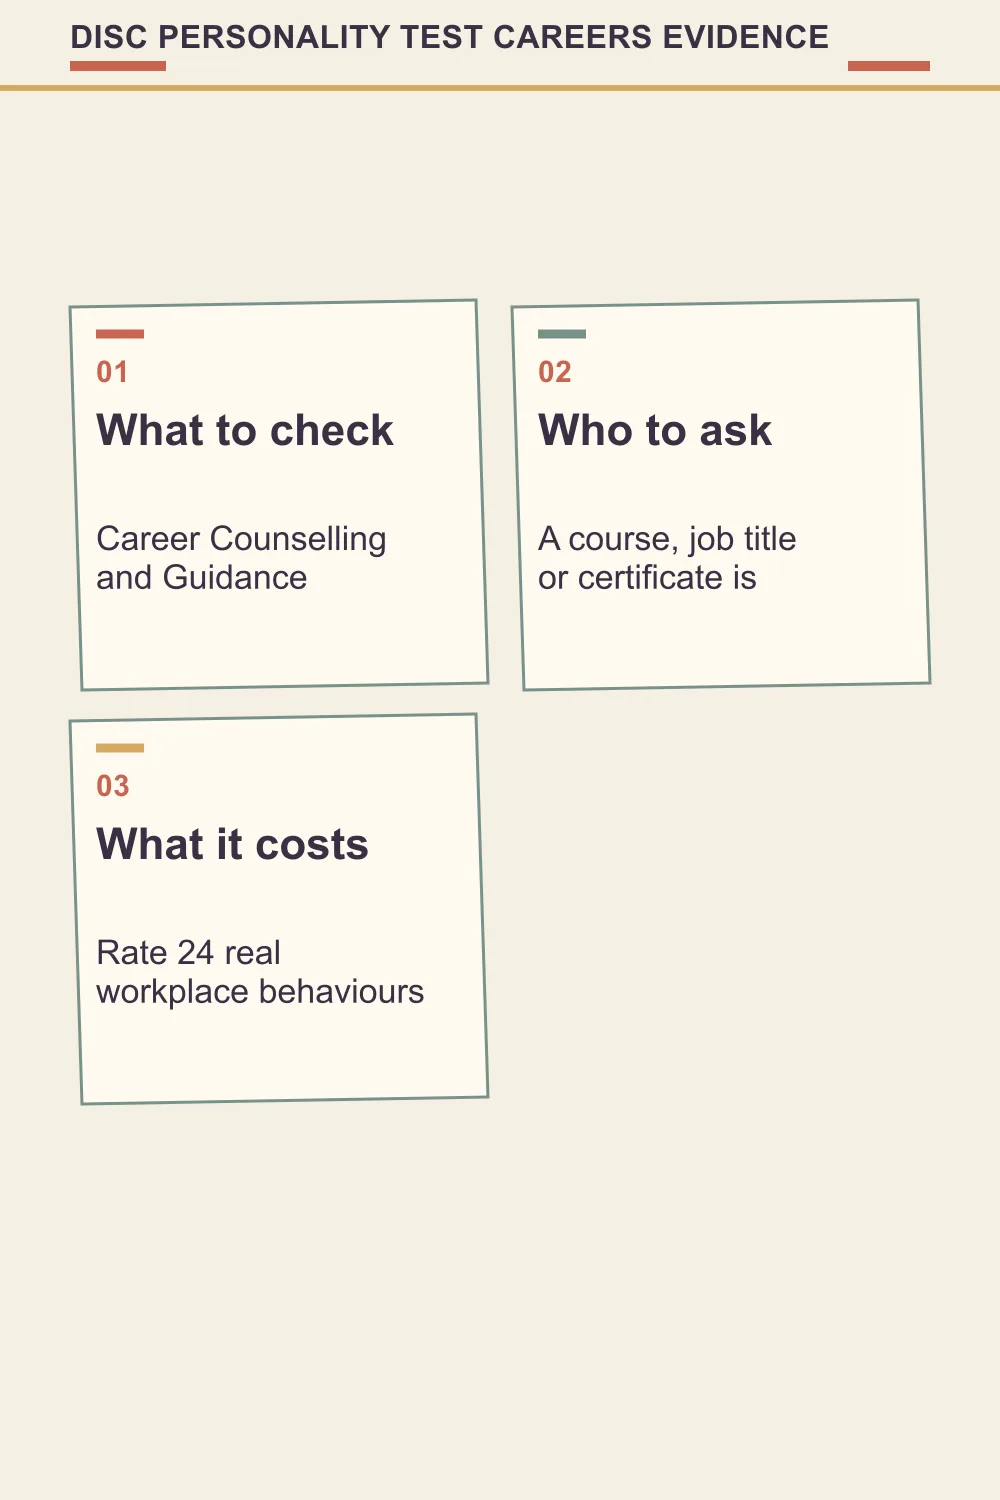 DISC PERSONALITY TEST CAREERS EVIDENCE
01
What to check
Career Counselling
and Guidance
02
Who to ask
A course, job title
or certificate is
03
What it costs
Rate 24 real
workplace behaviours